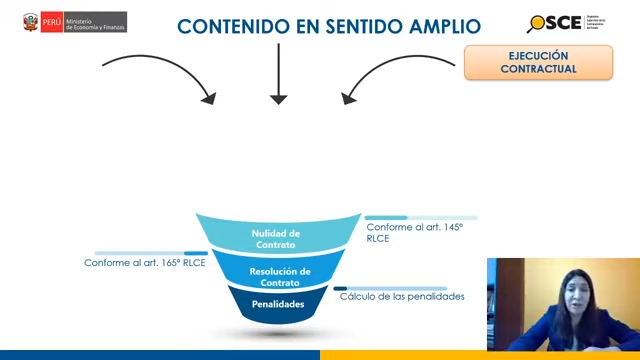 PERÚ
Ministerio
de Economía y Finanzas
CONTENIDO EN SENTIDO AMPLIO
OSCE
EJECUCIÓN
CONTRACTUAL
Nulidad de
Contrato
Conforme al art. 145°
RLCE
Conforme al art. 165° RLCE
Resolución de
Contrato
Penalidades
Cálculo de las penalidades